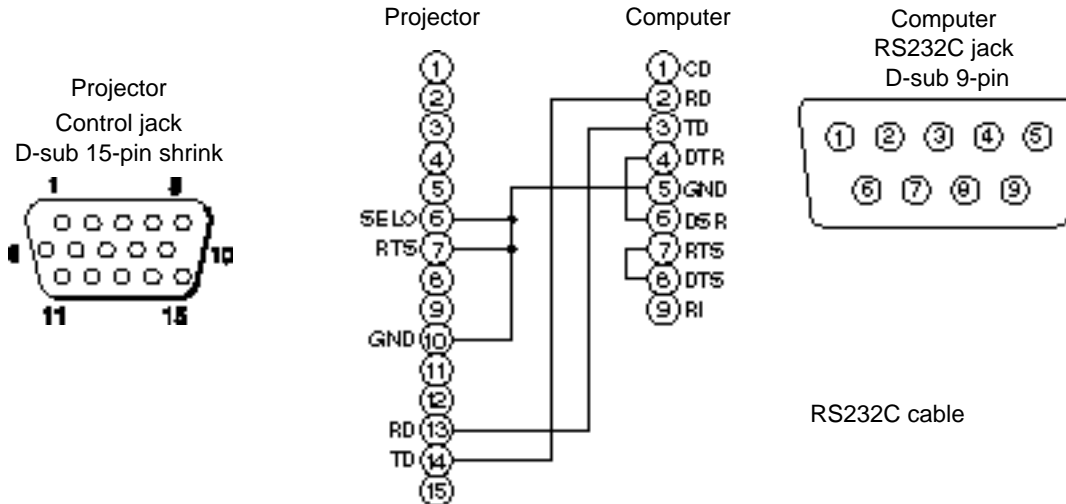 Projector
Control jack
D-sub 15-pin shrink
1
10
11 15
Projector
1
2
3
4
5
SELO 6
RTS 7
8
9
GND 10
11
12
RD 13
TD 14
15
Computer
1 CD
2 RD
3 TD
4 DTR
5 GND
6 DSR
7 RTS
8 DTS
9 RI
Computer
RS232C jack
D-sub 9-pin
1 2 3 4 5
6 7 8 9
RS232C cable